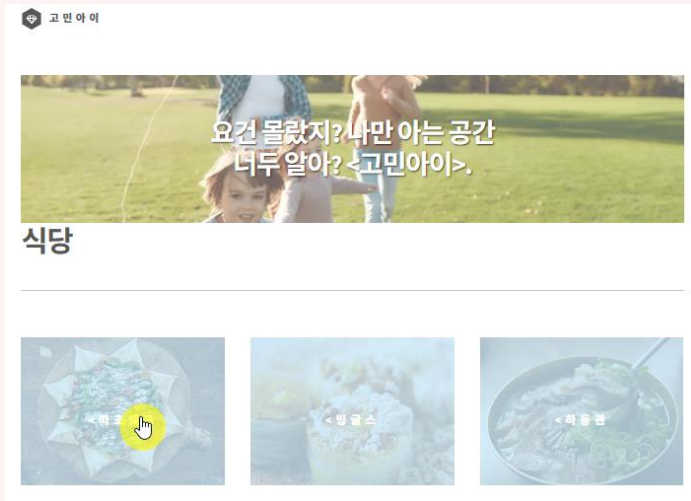 고민아이
요건 몰랐지? 나만 아는 공간
너두 알아? <고민아이>.
식당
<밍글스
<하동관